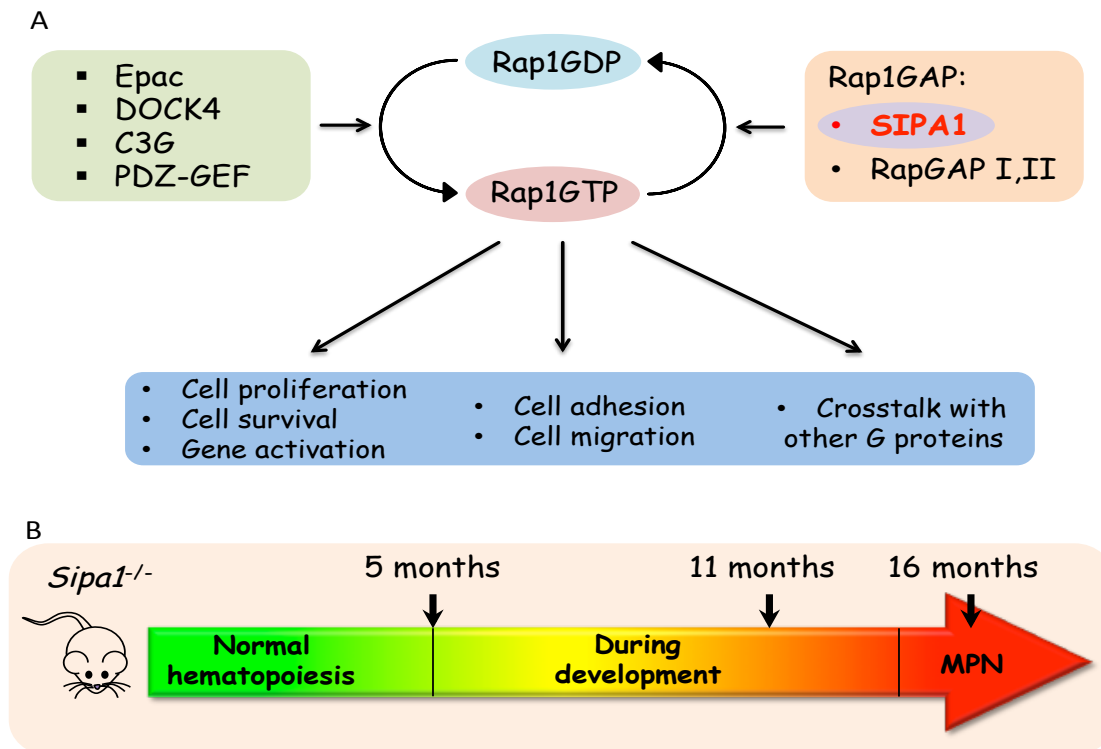 A
▪ Epac
▪ DOCK4
▪ C3G
▪ PDZ-GEF
Rap1GDP
Rap1GTP
Rap1GAP:
• SIPA1
• RapGAP I,II
• Cell proliferation
• Cell survival
• Gene activation
• Cell adhesion
• Cell migration
• Crosstalk with
other G proteins
B
Sipa1-/-
5 months
11 months
16 months
Normal
hematopoiesis
During
development
MPN